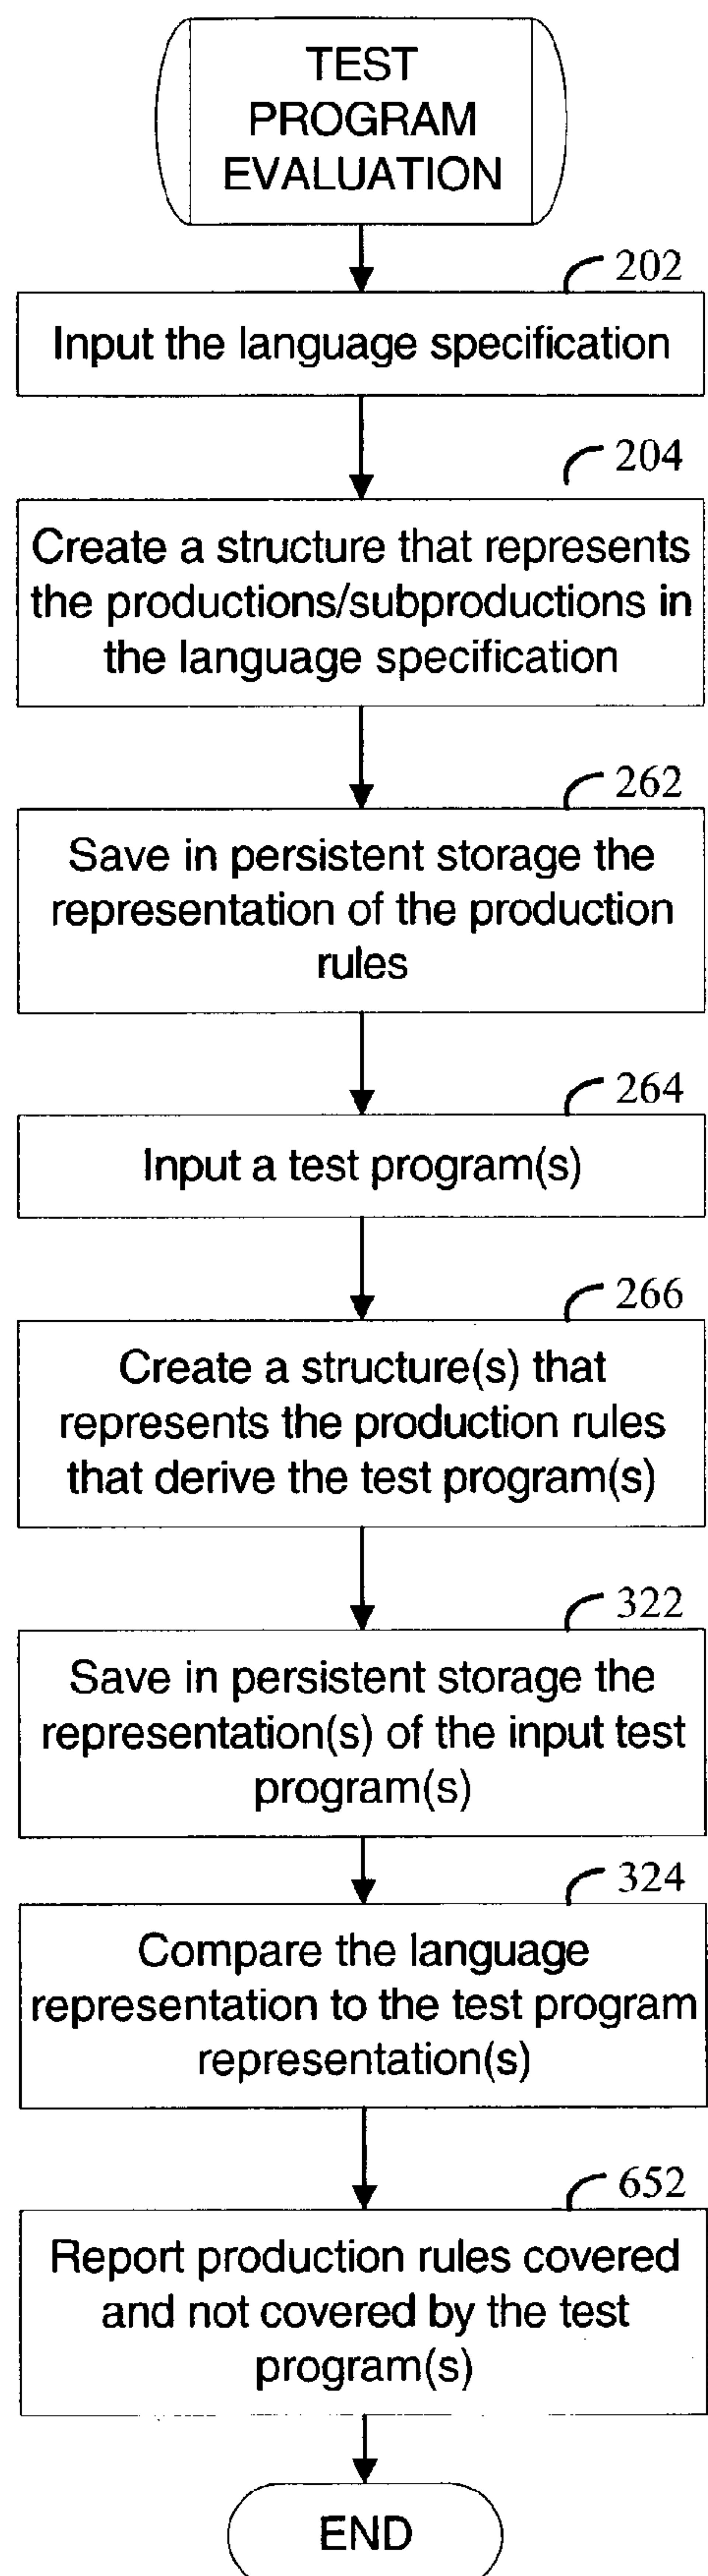 TEST
PROGRAM
EVALUATION
202
Input the language specification
204
Create a structure that represents
the productions/subproductions in
the language specification
262
Save in persistent storage the
representation of the production
rules
264
Input a test program(s)
266
Create a structure(s) that
represents the production rules
that derive the test program(s)
322
Save in persistent storage the
representation(s) of the input test
program(s)
324
Compare the language
representation to the test program
representation(s)
652
Report production rules covered
and not covered by the test
program(s)
END